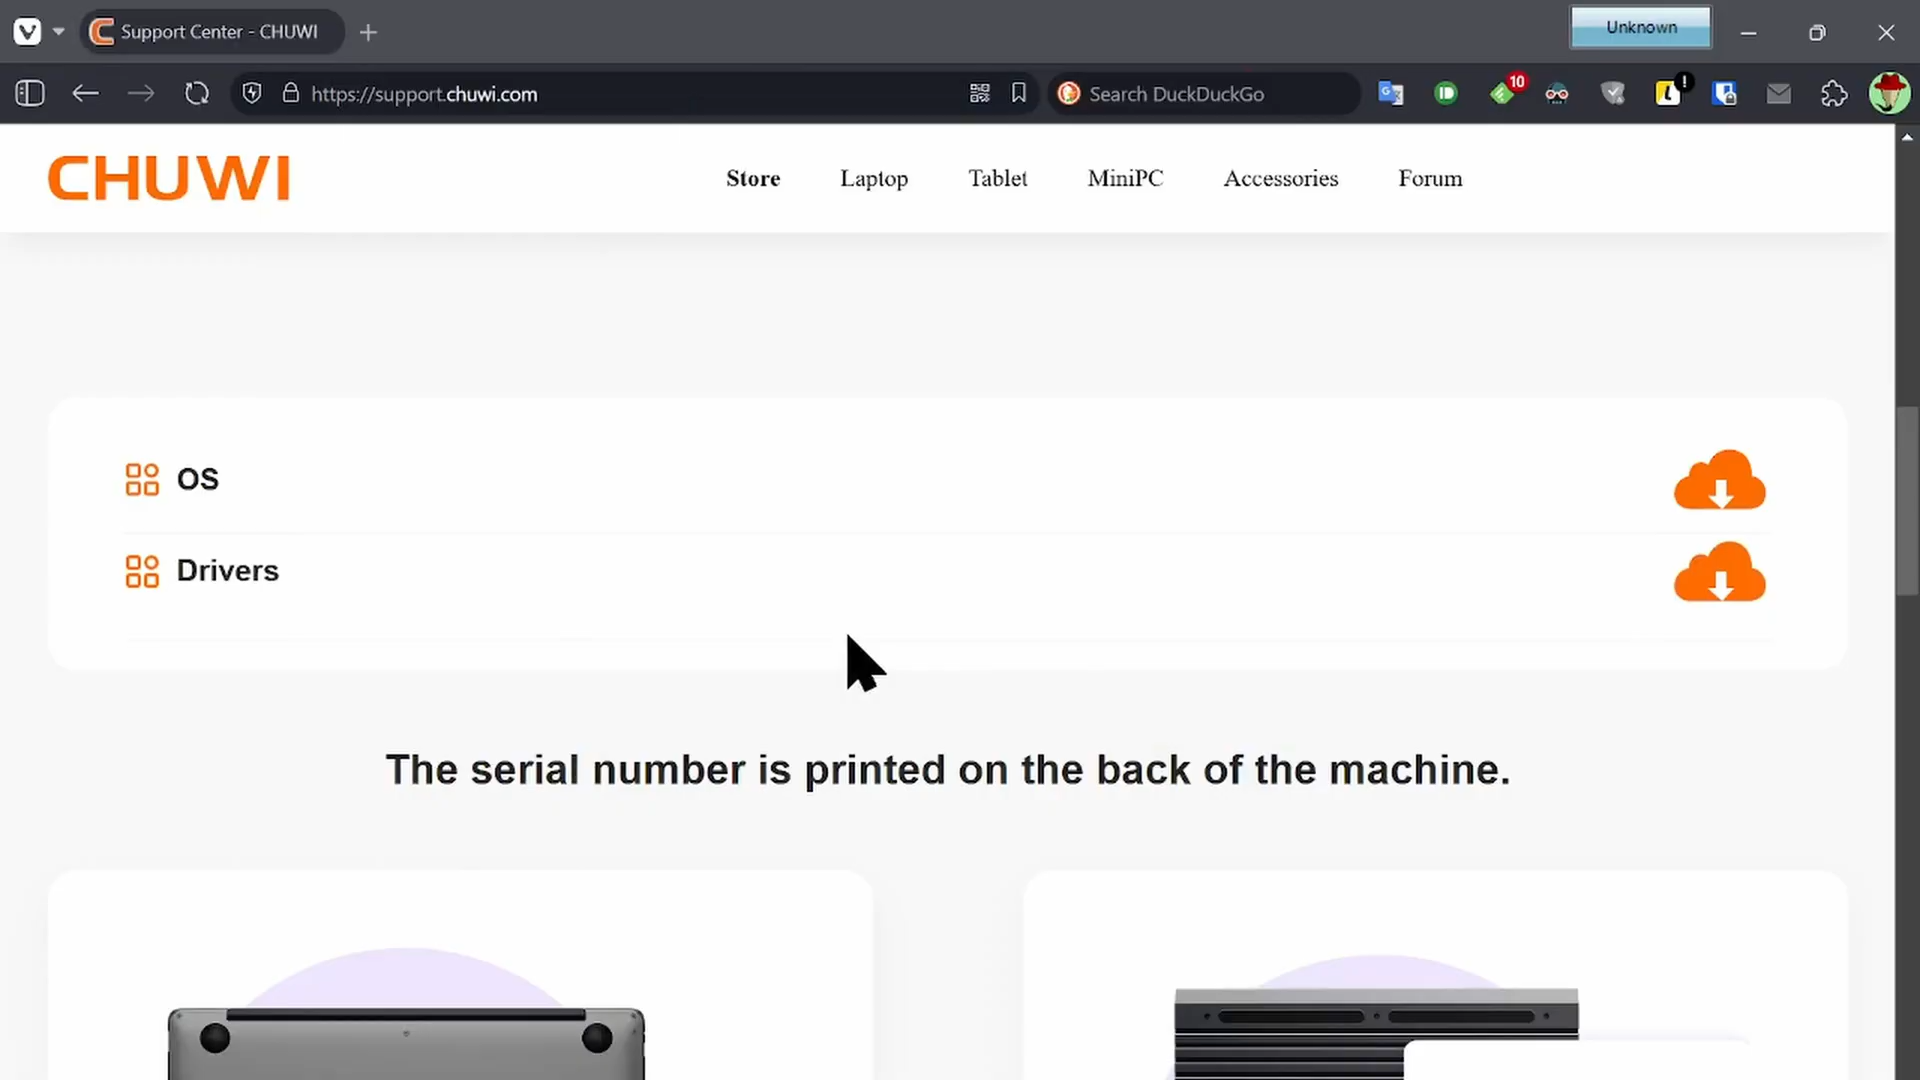 Support Center - CHUWI
Unknown
https://support.chuwi.com
Search DuckDuckGo
10
!
CHUWI
Store
Laptop
Tablet
MiniPC
Accessories
Forum
OS
Drivers
The serial number is printed on the back of the machine.